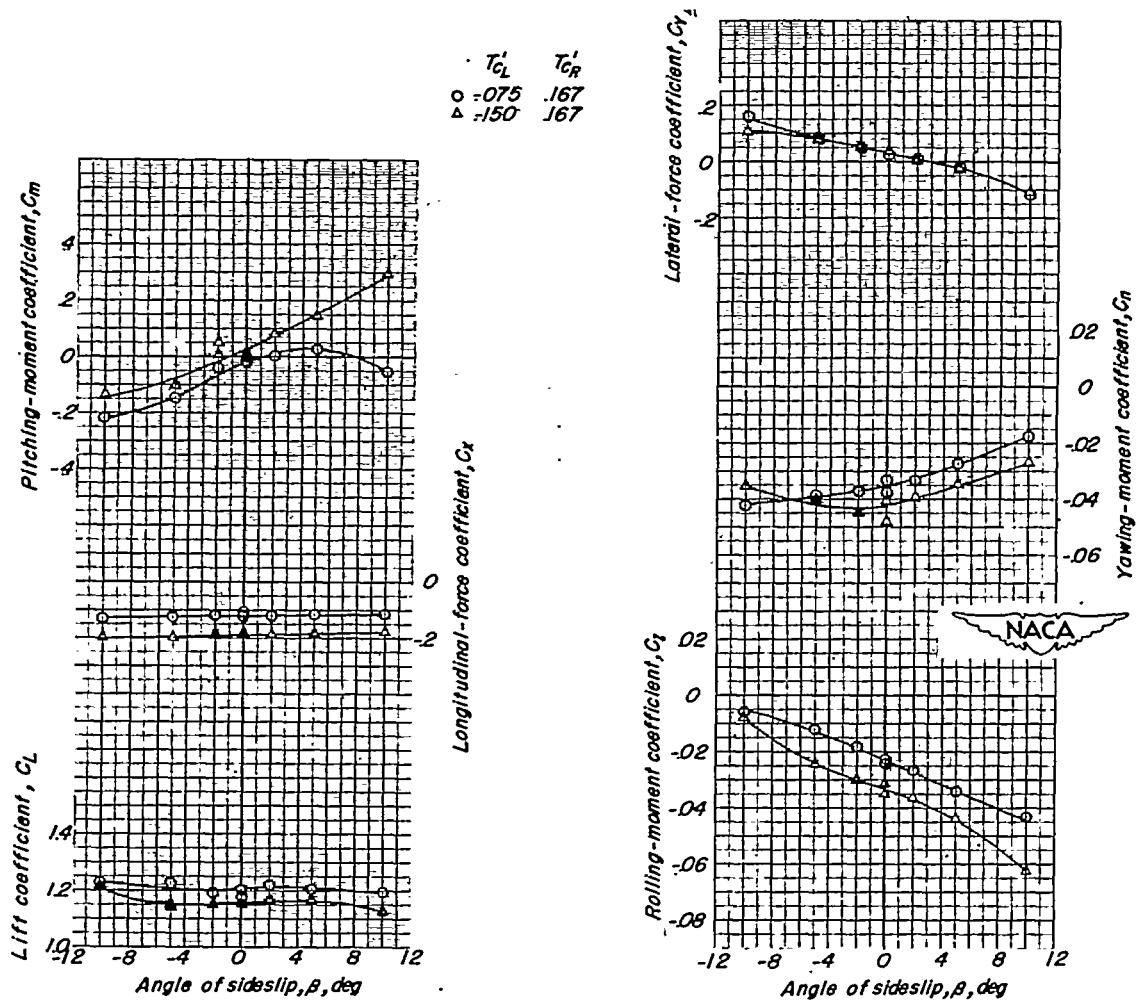 T'CL T'CR
-.075 .167
-.150 .167
Pitching-moment coefficient, Cm
.4
.2
0
-.2
-.4
Longitudinal-force coefficient, Cx
0
-.2
Lift coefficient, CL
1.4
1.2
1.0
-12 -8 -4 0 4 8 12
Angle of sideslip, β, deg
Lateral-force coefficient, CY
.2
0
-.2
Yawing-moment coefficient, Cn
.02
0
-.02
-.04
-.06
NACA
Rolling-moment coefficient, Cl
.02
0
-.02
-.04
-.06
-.08
-12 -8 -4 0 4 8 12
Angle of sideslip, β, deg